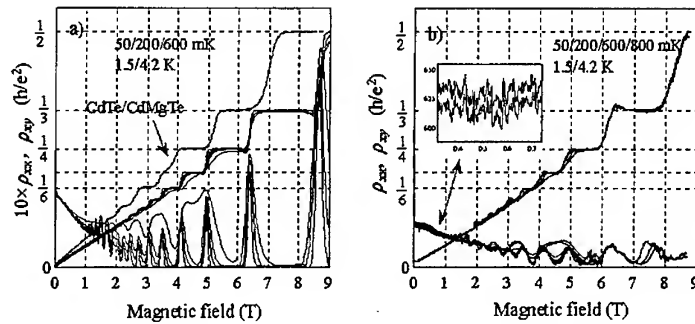 a)
50/200/600 mK
1.5/4.2 K
CdTe/CdMgTe
10× ρxx, ρxy (h/e²)
1/2
1/3
1/4
1/6
0
0 1 2 3 4 5 6 7 8 9
Magnetic field (T)
b)
50/200/600/800 mK
1.5/4.2 K
ρxx, ρxy (h/e²)
1/2
1/3
1/4
1/6
0
0 1 2 3 4 5 6 7 8 9
Magnetic field (T)